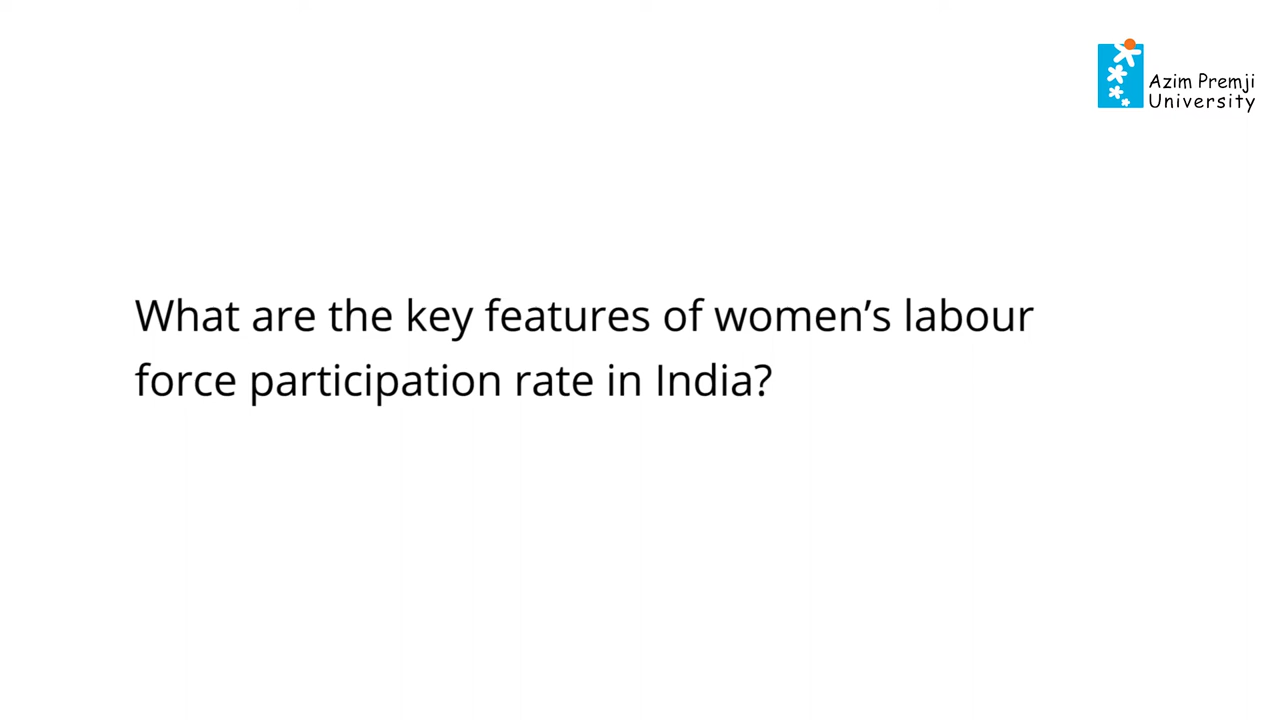 Azim Premji
University
What are the key features of women’s labour
force participation rate in India?